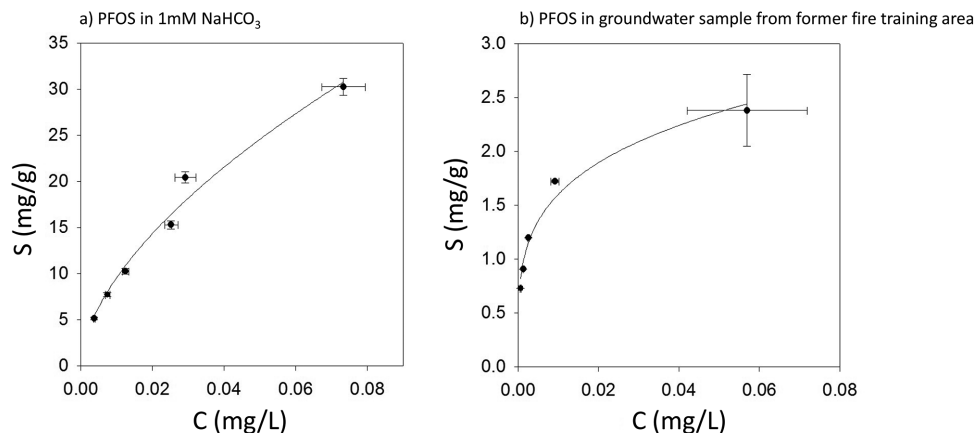 a) PFOS in 1mM NaHCO₃
S (mg/g)
35
30
25
20
15
10
5
0
0.00 0.02 0.04 0.06 0.08
C (mg/L)
b) PFOS in groundwater sample from former fire training area
S (mg/g)
3.0
2.5
2.0
1.5
1.0
0.5
0.0
0.00 0.02 0.04 0.06 0.08
C (mg/L)